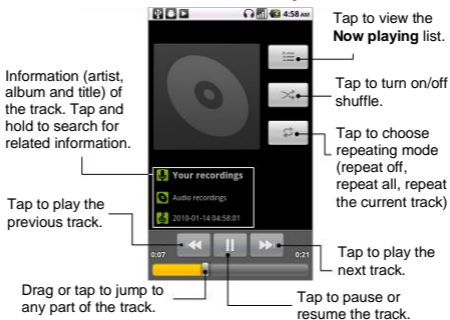 4:58 AM
Tap to view the
Now playing list.
Tap to turn on/off
shuffle.
Tap to choose
repeating mode
(repeat off,
repeat all, repeat
the current track)
Information (artist,
album and title) of
the track. Tap and
hold to search for
related information.
Your recordings
Audio recordings
2010-01-14 04:58:01
Tap to play the
previous track.
0:07
0:21
Tap to play the
next track.
Drag or tap to jump to
any part of the track.
Tap to pause or
resume the track.